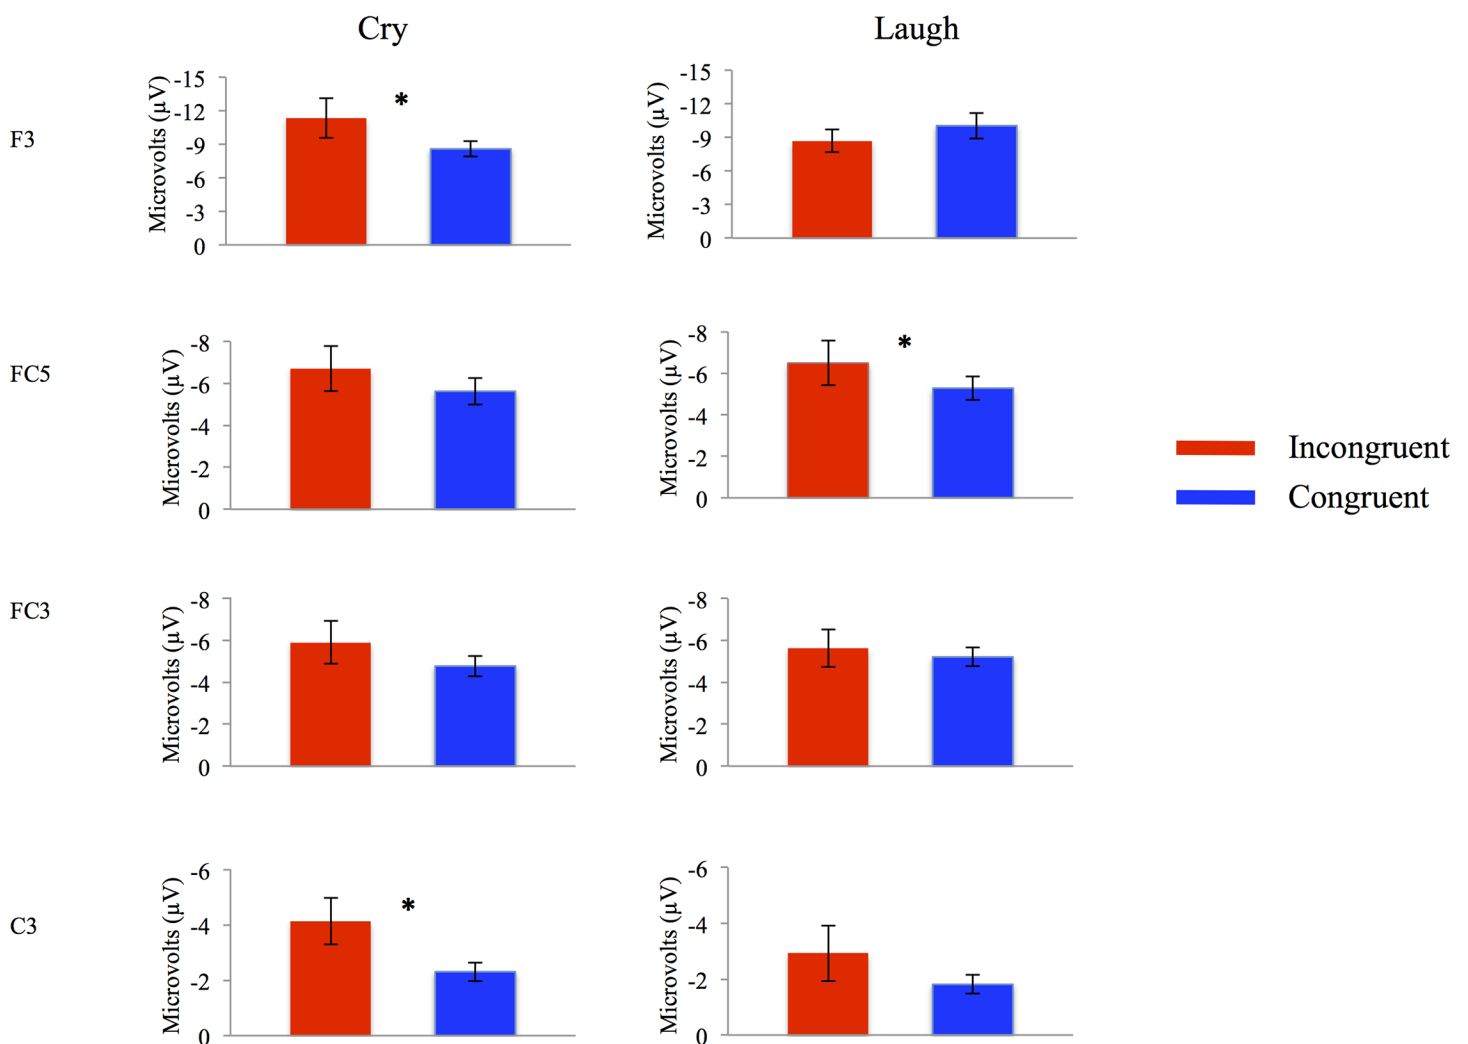 Cry
Laugh
F3
Microvolts (µV)
-15
-12
-9
-6
-3
0
*
Microvolts (µV)
-15
-12
-9
-6
-3
0
FC5
Microvolts (µV)
-8
-6
-4
-2
0
Microvolts (µV)
-8
-6
-4
-2
0
*
Incongruent
Congruent
FC3
Microvolts (µV)
-8
-6
-4
-2
0
Microvolts (µV)
-8
-6
-4
-2
0
C3
Microvolts (µV)
-6
-4
-2
0
*
Microvolts (µV)
-6
-4
-2
0